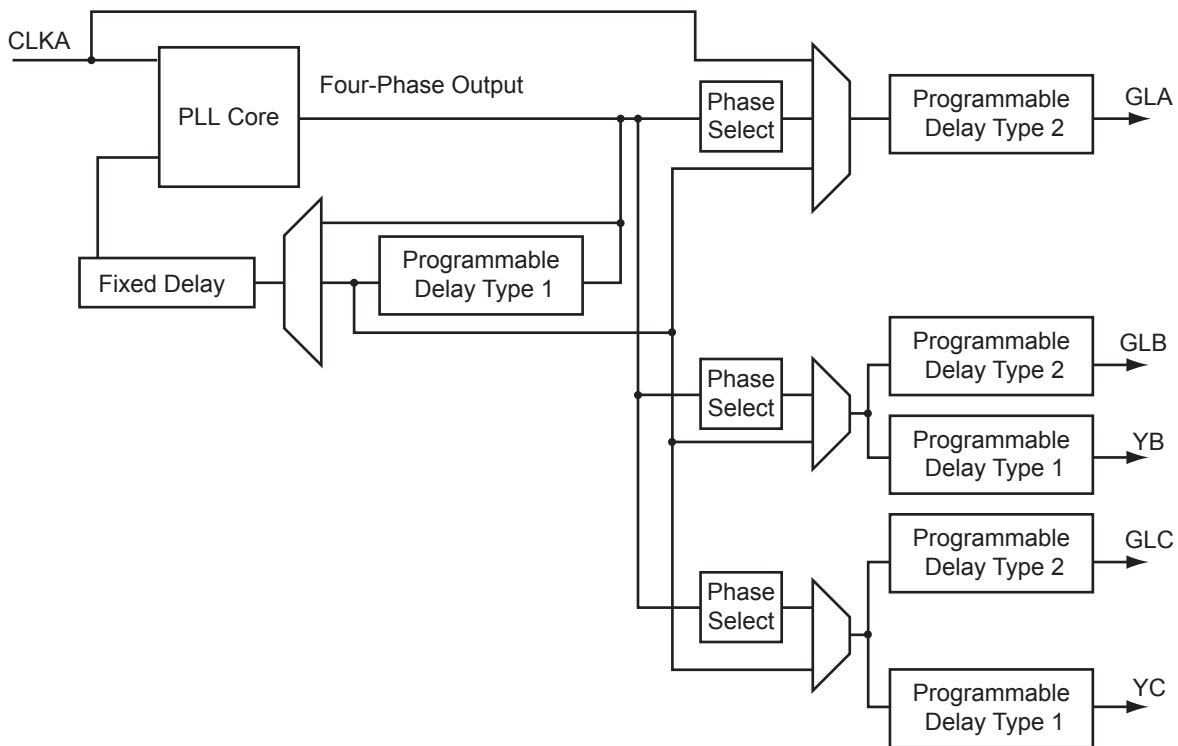 CLKA
PLL Core
Four-Phase Output
Phase
Select
Programmable
Delay Type 2
GLA
Fixed Delay
Programmable
Delay Type 1
Phase
Select
Programmable
Delay Type 2
GLB
Programmable
Delay Type 1
YB
Phase
Select
Programmable
Delay Type 2
GLC
Programmable
Delay Type 1
YC